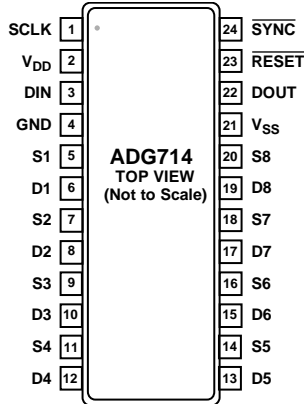 SCLK 1 24 SYNC
VDD 2 23 RESET
DIN 3 22 DOUT
GND 4 21 VSS
S1 5 ADG714 20 S8
D1 6 TOP VIEW 19 D8
S2 7 (Not to Scale) 18 S7
D2 8 17 D7
S3 9 16 S6
D3 10 15 D6
S4 11 14 S5
D4 12 13 D5